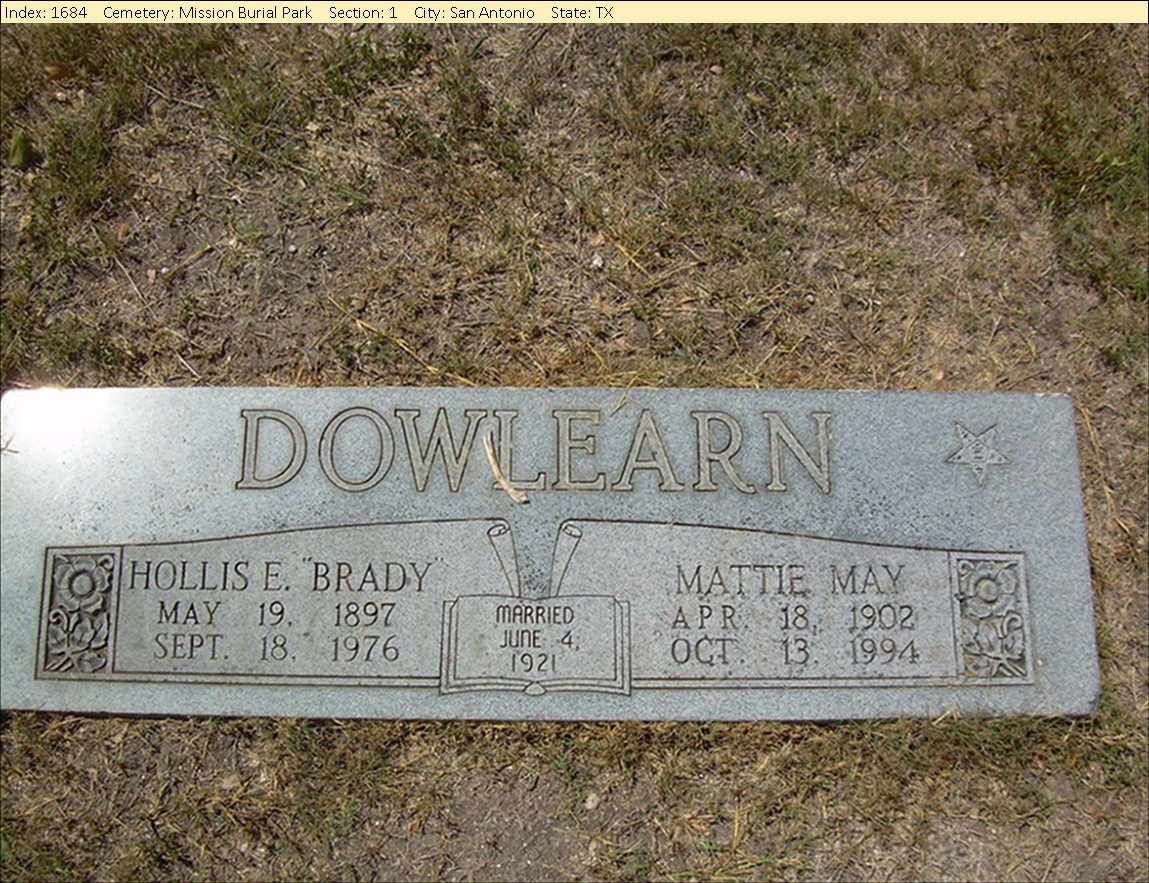 Index: 1684 Cemetery: Mission Burial Park Section: 1 City: San Antonio State: TX
DOWLEARN
HOLLIS E. "BRADY"
MAY 19, 1897
SEPT. 18, 1976
MARRIED
JUNE 4,
1921
MATTIE MAY
APR. 18, 1902
OCT. 13, 1994